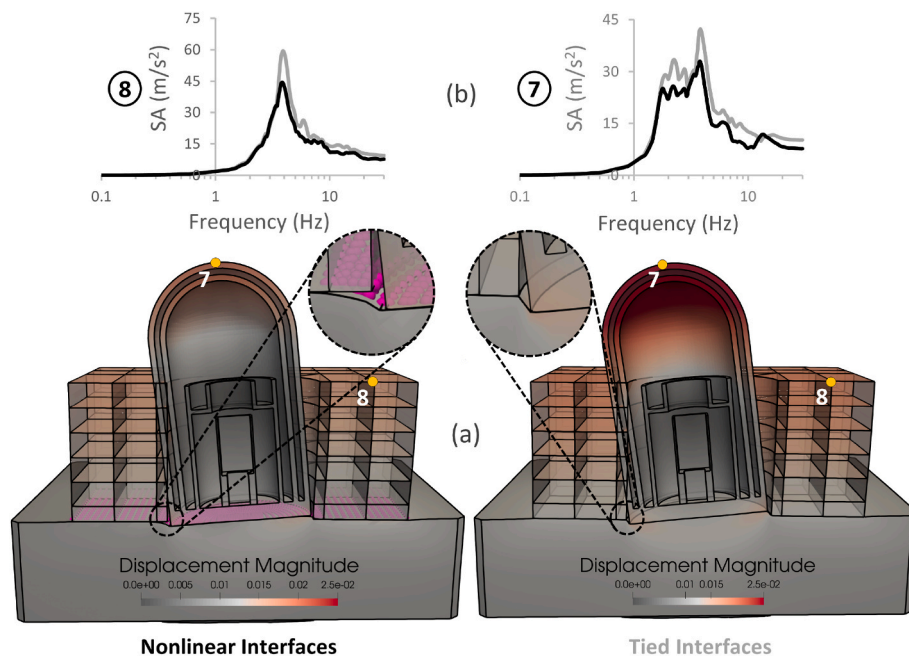 75
60
45
30
15
0
SA (m/s²)
8
0.1
1
10
Frequency (Hz)
(b)
45
30
15
0
SA (m/s²)
7
0.1
1
10
Frequency (Hz)
7
8
7
8
(a)
Displacement Magnitude
0.0e+00 0.005 0.01 0.015 0.02 2.5e-02
Displacement Magnitude
0.0e+00 0.01 0.015 2.5e-02
Nonlinear Interfaces
Tied Interfaces